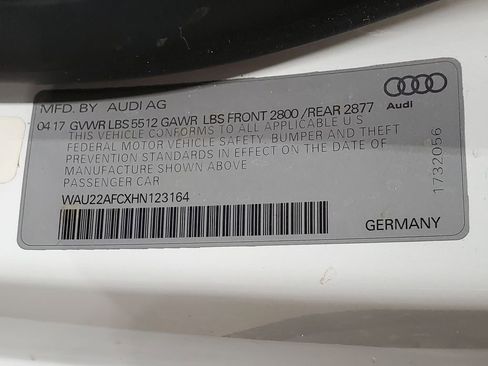 MFD. BY AUDI AG
04 17 GVWR LBS 5512 GAWR LBS FRONT 2800 /REAR 2877
THIS VEHICLE CONFORMS TO ALL APPLICABLE U S
FEDERAL MOTOR VEHICLE SAFETY, BUMPER AND THEFT
PREVENTION STANDARDS IN EFFECT ON THE DATE OF
MANUFACTURE SHOWN ABOVE
PASSENGER CAR
WAU22AFCXHN123164
Audi
1732056
GERMANY